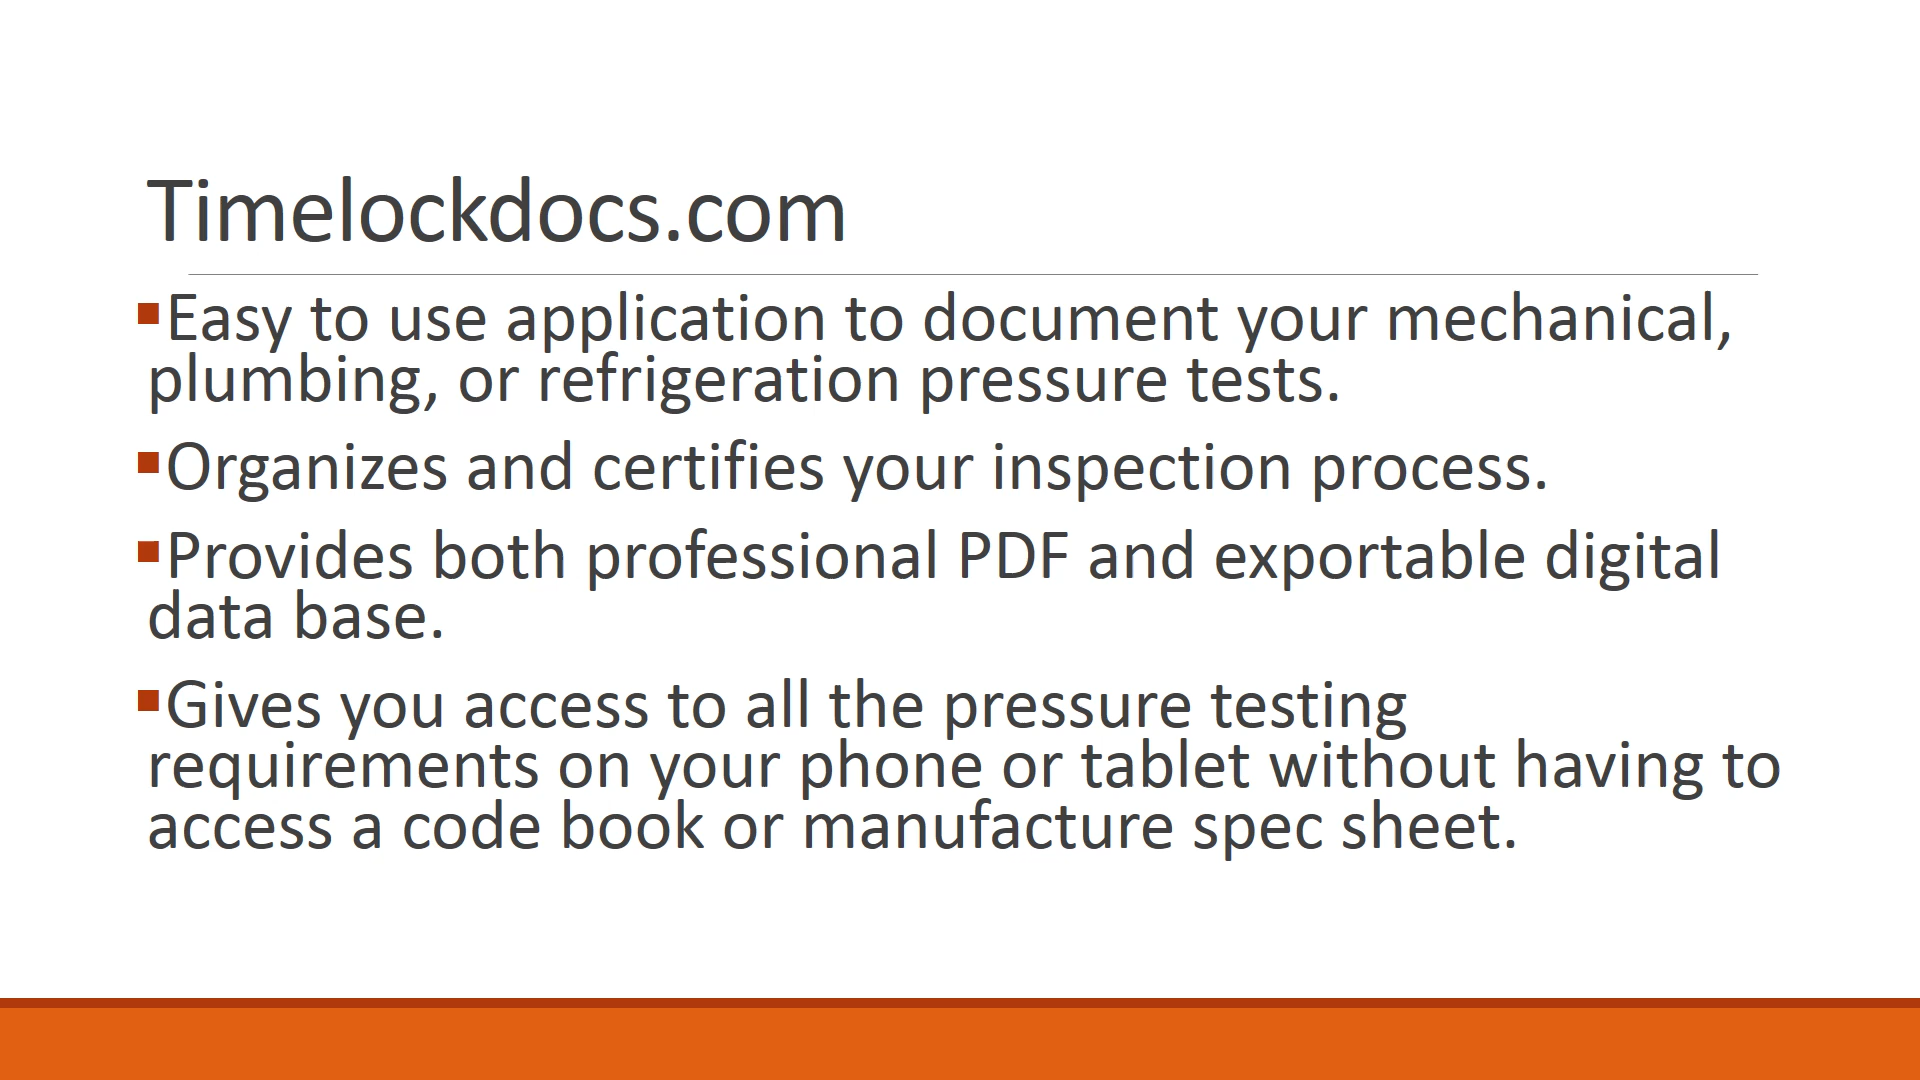 Timelockdocs.com
▪Easy to use application to document your mechanical,
plumbing, or refrigeration pressure tests.
▪Organizes and certifies your inspection process.
▪Provides both professional PDF and exportable digital
data base.
▪Gives you access to all the pressure testing
requirements on your phone or tablet without having to
access a code book or manufacture spec sheet.